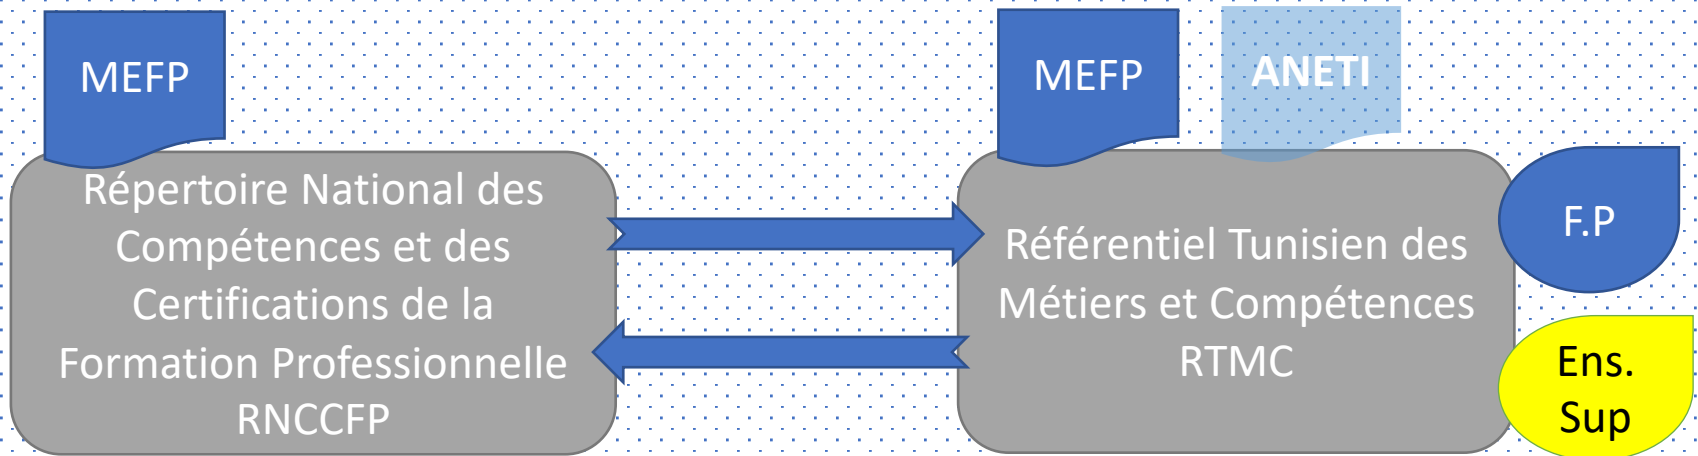 MEFP
Répertoire National des
Compétences et des
Certifications de la
Formation Professionnelle
RNCCFP
MEFP
ANETI
Référentiel Tunisien des
Métiers et Compétences
RTMC
F.P
Ens.
Sup